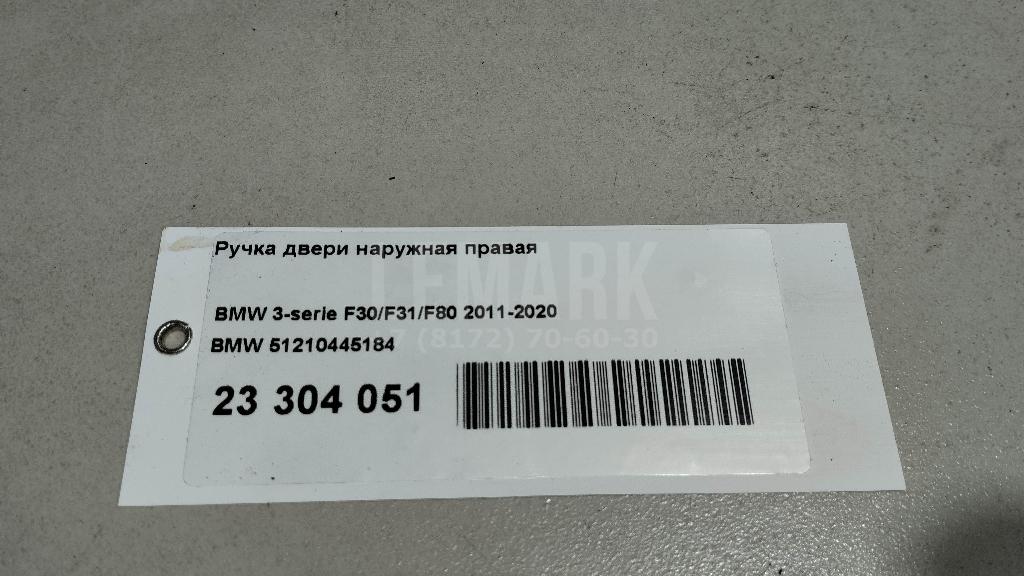 Ручка двери наружная правая
LEMARK
BMW 3-serie F30/F31/F80 2011-2020
+7 (8172) 70-60-30
BMW 51210445184
23 304 051